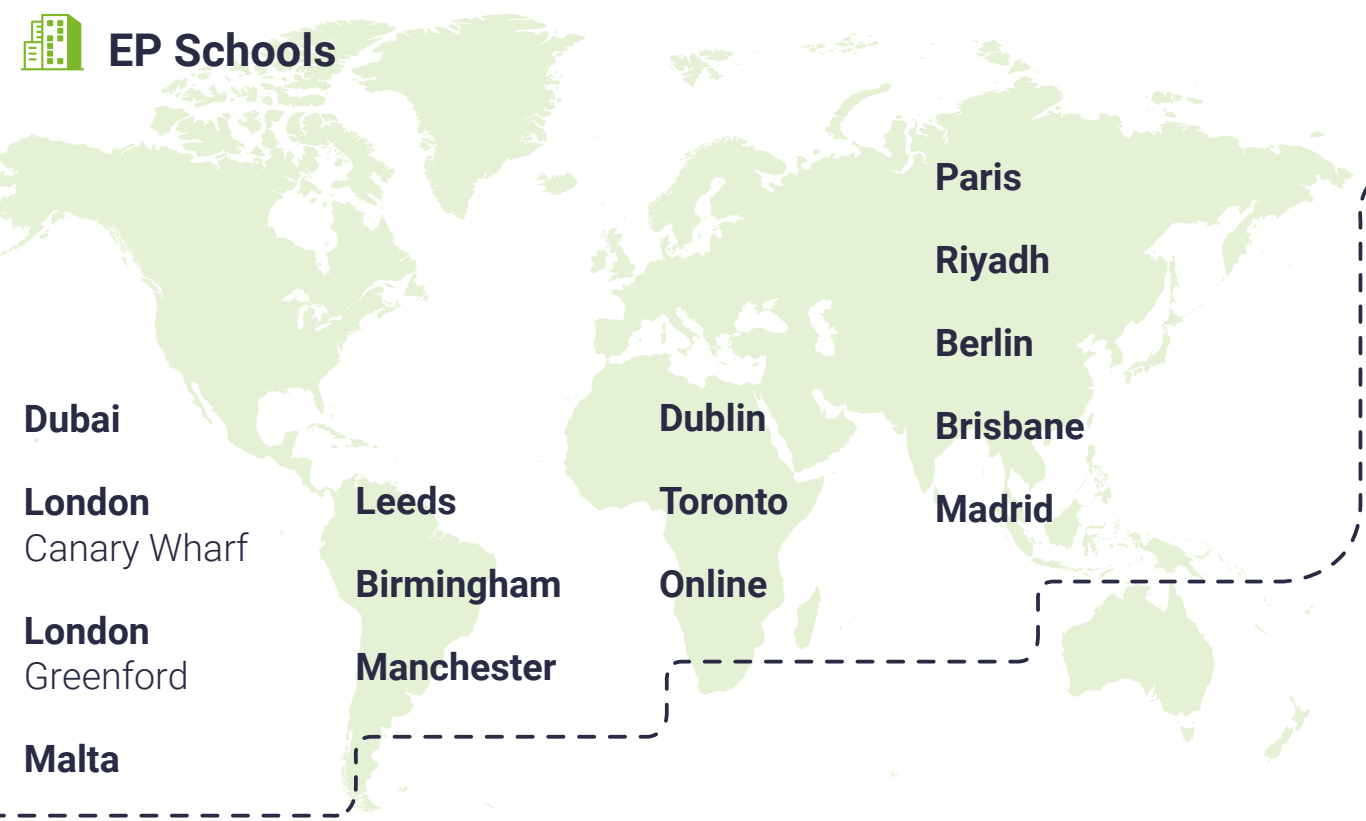 EP Schools
Dubai
London
Canary Wharf
London
Greenford
Malta
Leeds
Birmingham
Manchester
Dublin
Toronto
Online
Paris
Riyadh
Berlin
Brisbane
Madrid